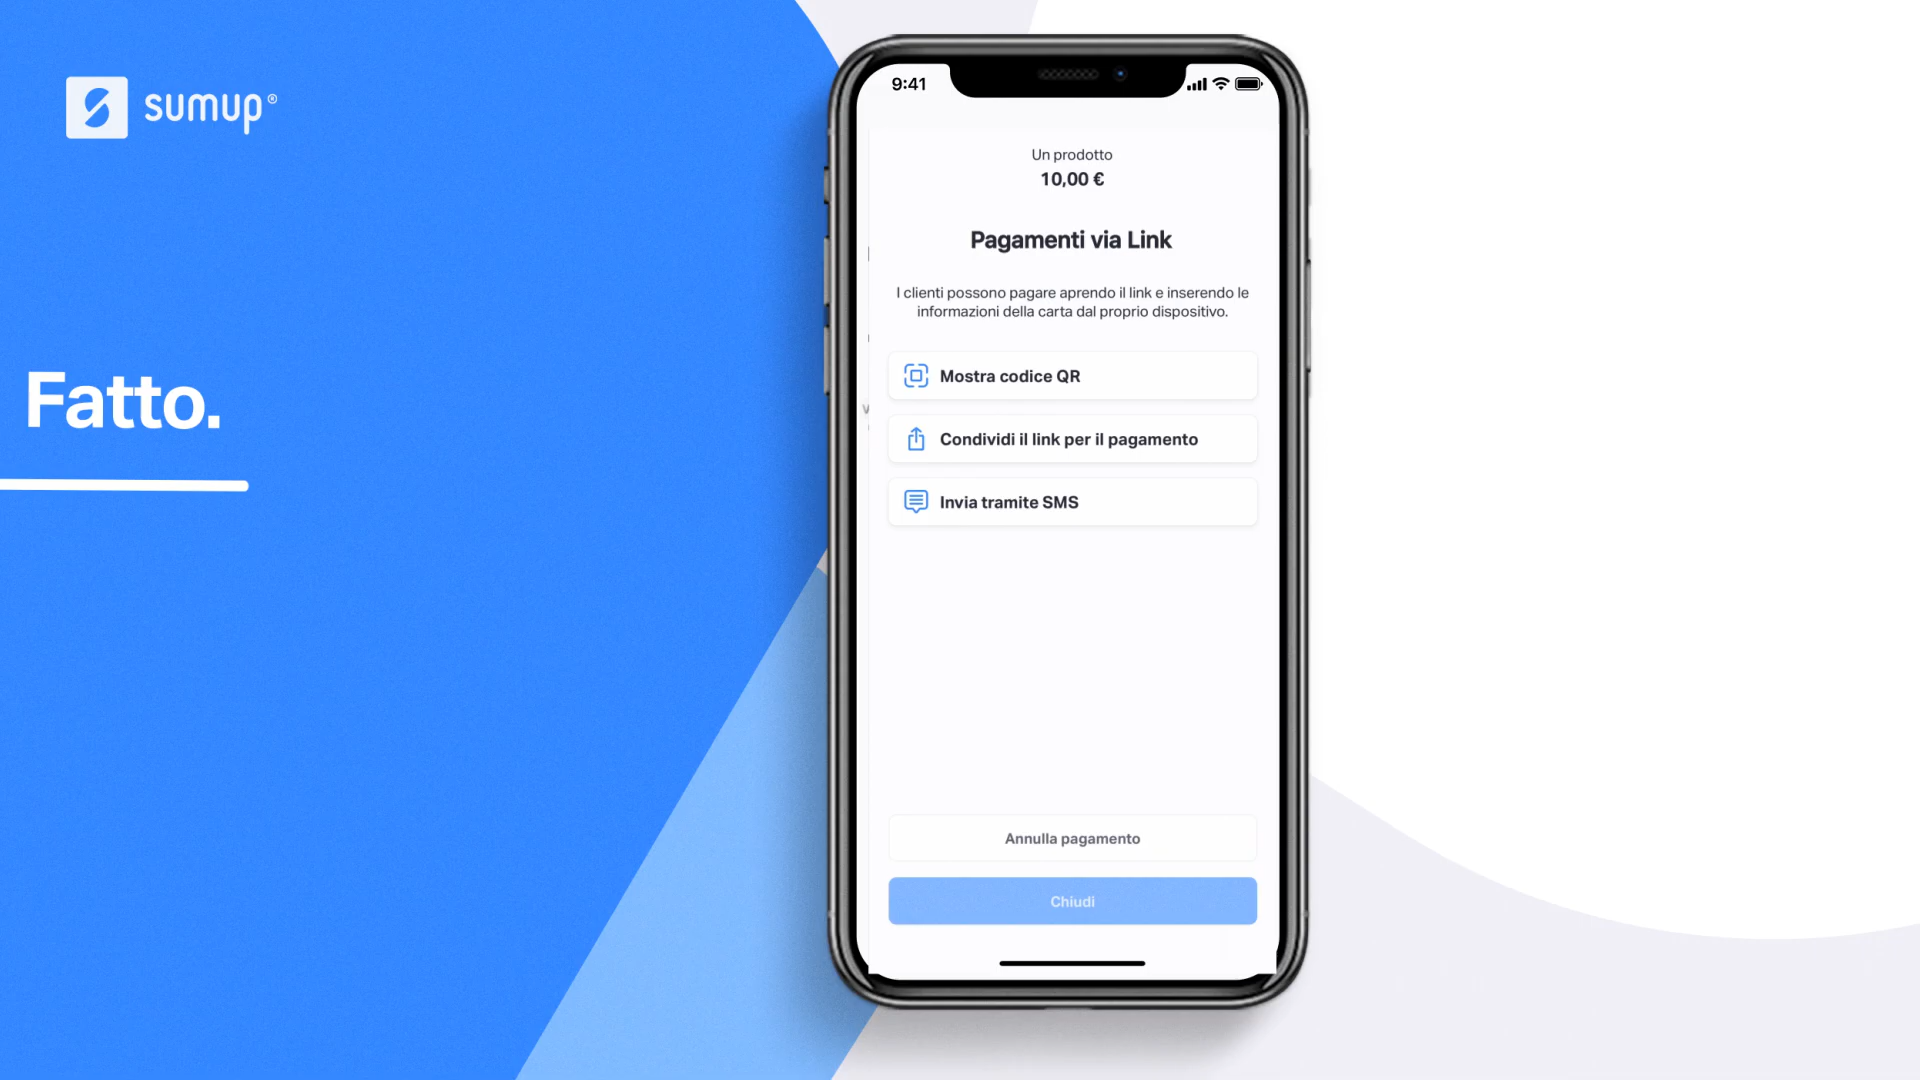 sumup®
Fatto.
9:41
Un prodotto
10,00 €
Pagamenti via Link
I clienti possono pagare aprendo il link e inserendo le
informazioni della carta dal proprio dispositivo.
Mostra codice QR
Condividi il link per il pagamento
Invia tramite SMS
Annulla pagamento
Chiudi